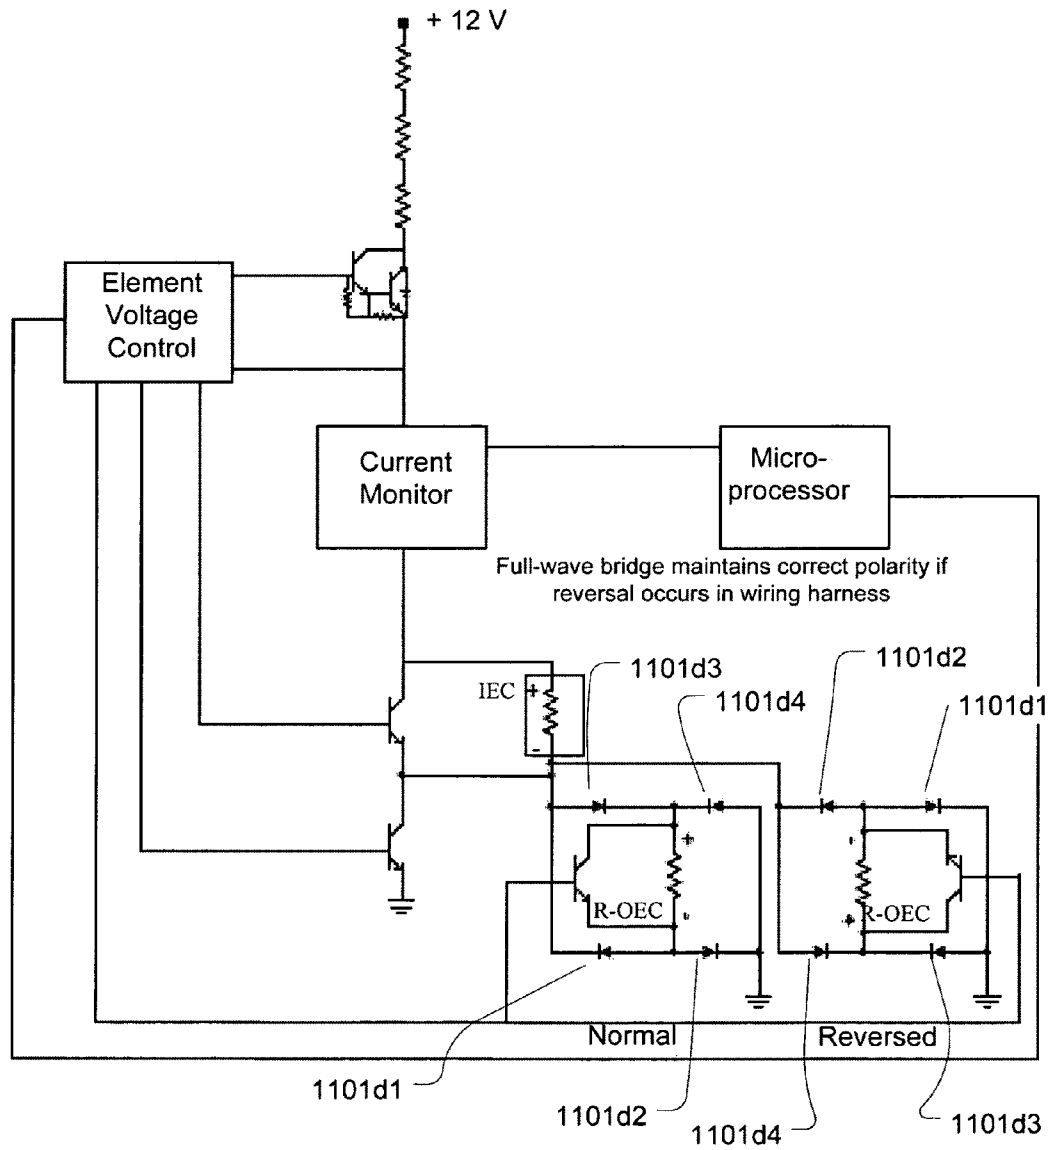 + 12 V
Element
Voltage
Control
Current
Monitor
Micro-
processor
Full-wave bridge maintains correct polarity if
reversal occurs in wiring harness
1101d3
1101d4
1101d2
1101d1
IEC
+
-
+
R-OEC
-
-
R-OEC
+
Normal
Reversed
1101d1
1101d2
1101d4
1101d3